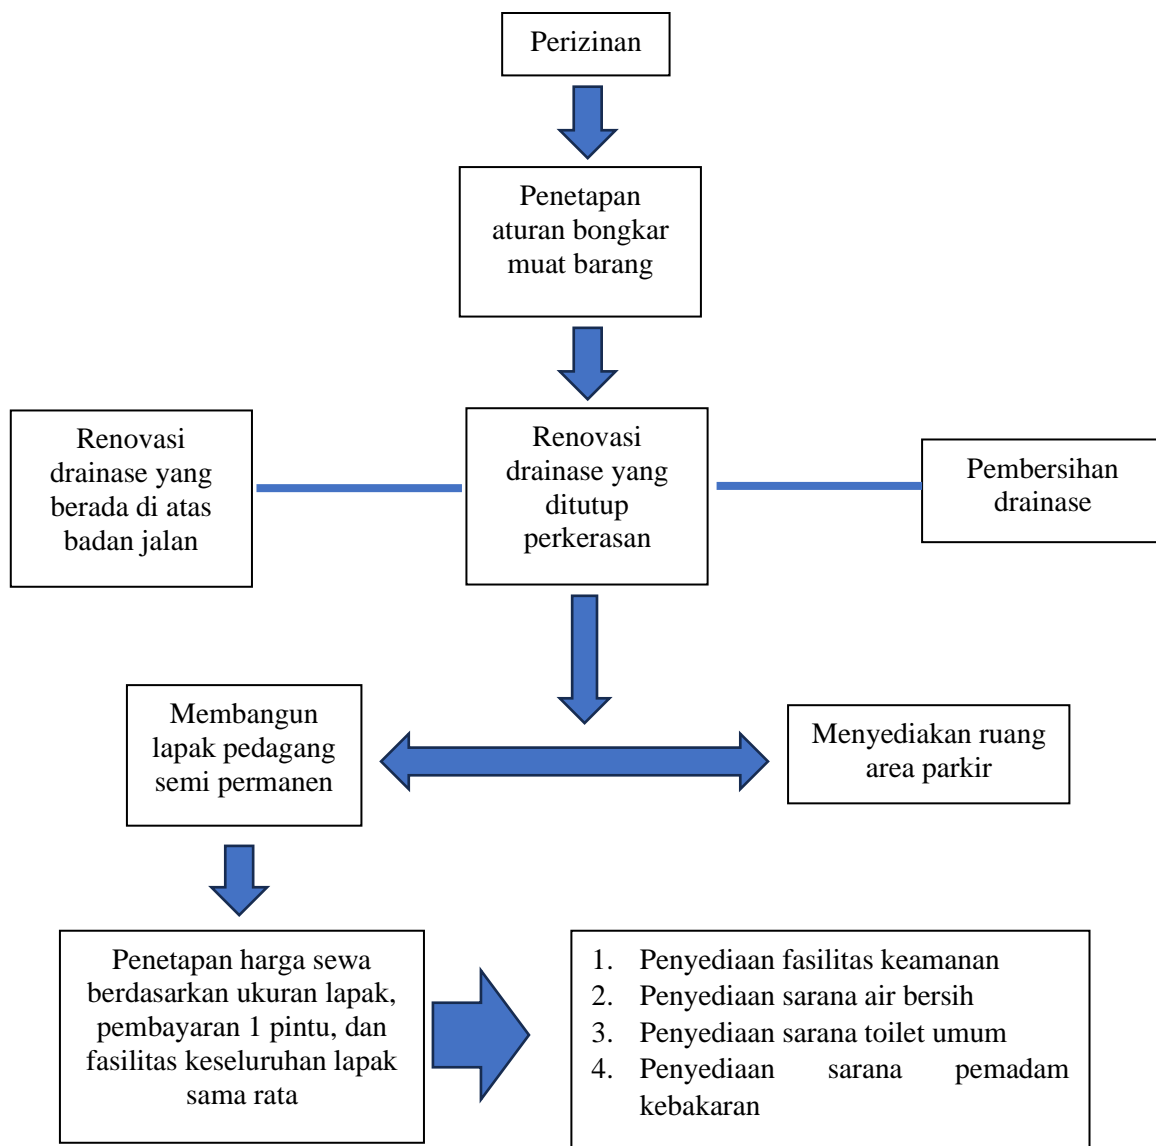 Perizinan
Penetapan
aturan bongkar
muat barang
Renovasi
drainase yang
berada di atas
badan jalan
Renovasi
drainase yang
ditutup
perkerasan
Pembersihan
drainase
Membangun
lapak pedagang
semi permanen
Menyediakan ruang
area parkir
Penetapan harga sewa
berdasarkan ukuran lapak,
pembayaran 1 pintu, dan
fasilitas keseluruhan lapak
sama rata
1. Penyediaan fasilitas keamanan
2. Penyediaan sarana air bersih
3. Penyediaan sarana toilet umum
4. Penyediaan sarana pemadam
kebakaran